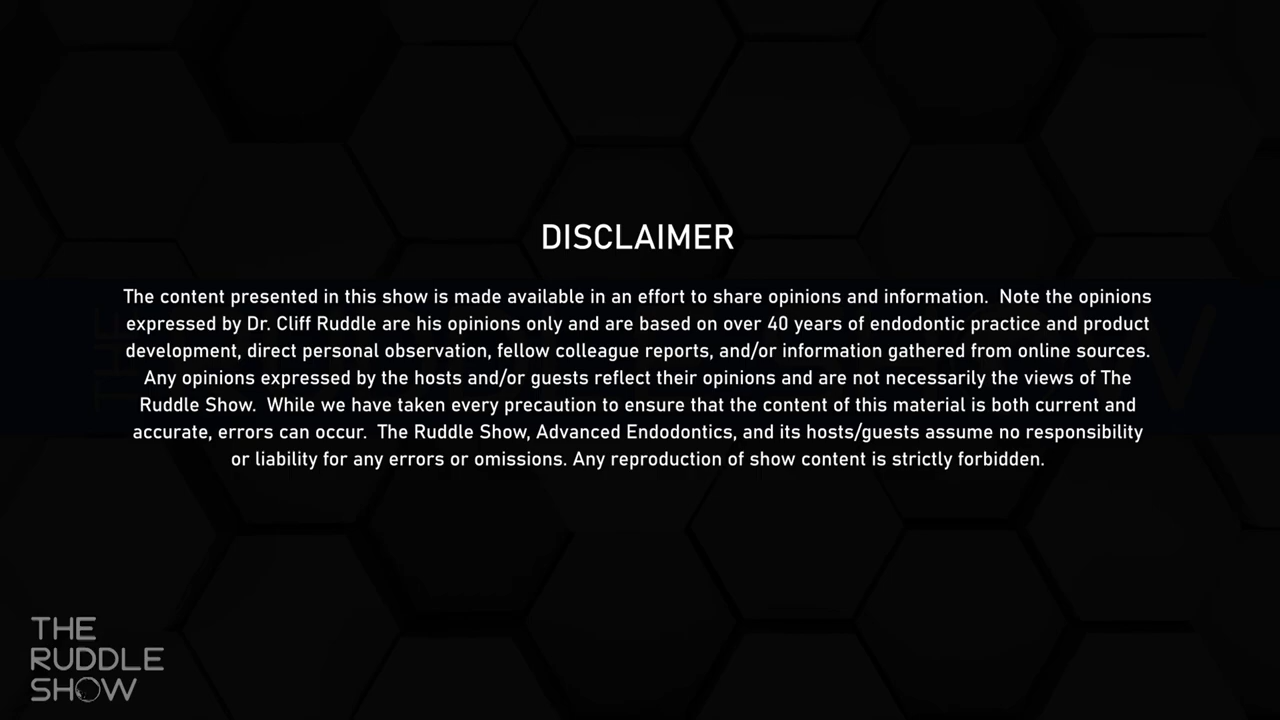 DISCLAIMER
The content presented in this show is made available in an effort to share opinions and information.  Note the opinions
expressed by Dr. Cliff Ruddle are his opinions only and are based on over 40 years of endodontic practice and product
development, direct personal observation, fellow colleague reports, and/or information gathered from online sources.
Any opinions expressed by the hosts and/or guests reflect their opinions and are not necessarily the views of The
Ruddle Show.  While we have taken every precaution to ensure that the content of this material is both current and
accurate, errors can occur.  The Ruddle Show, Advanced Endodontics, and its hosts/guests assume no responsibility
or liability for any errors or omissions. Any reproduction of show content is strictly forbidden.
THE
RUDDLE
SHOW